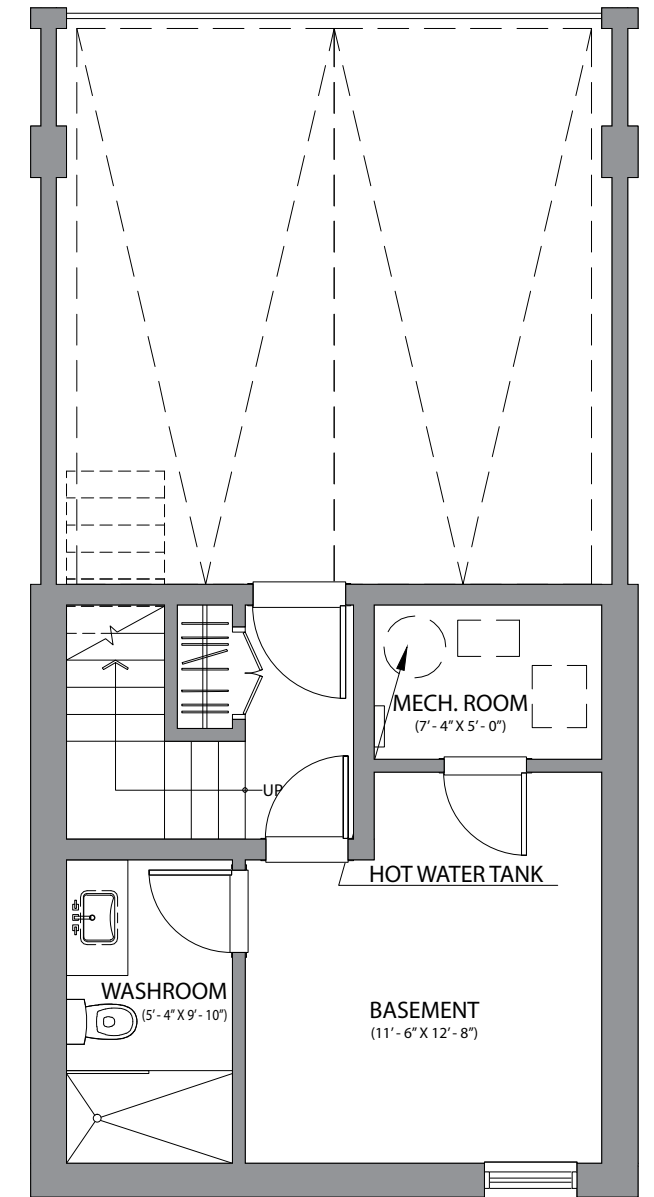 MECH. ROOM
(7' - 4" X 5' - 0")
UP
HOT WATER TANK
WASHROOM
(5' - 4" X 9' - 10")
BASEMENT
(11' - 6" X 12' - 8")